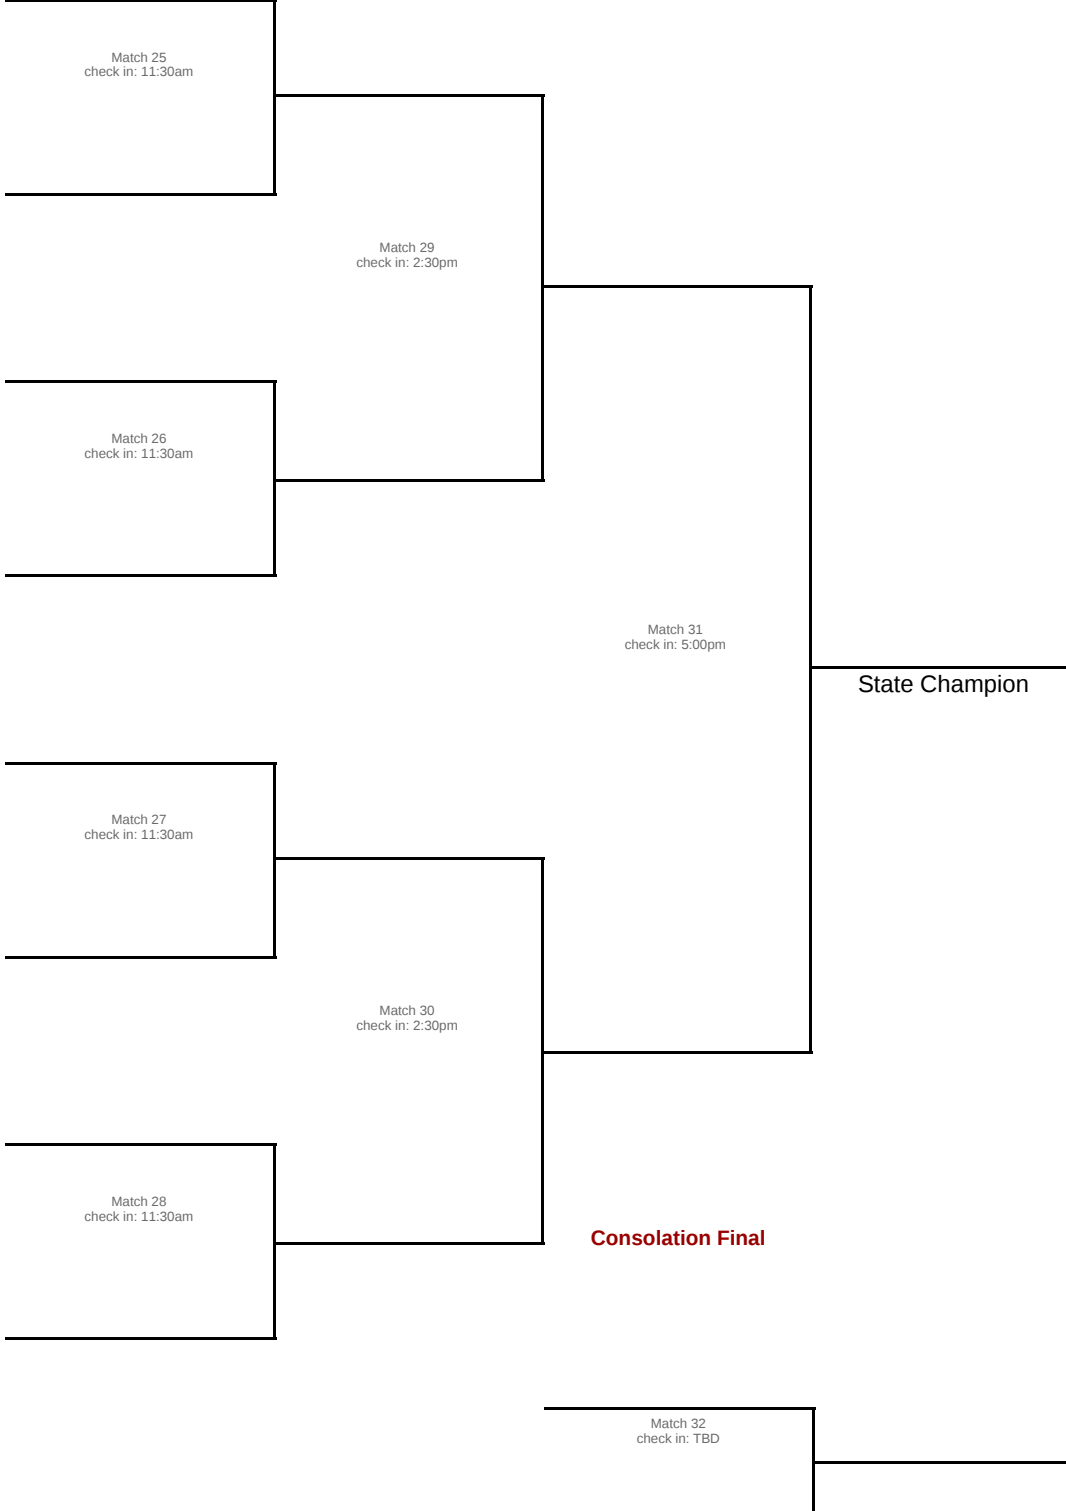 Match 25
check in: 11:30am
Match 29
check in: 2:30pm
Match 26
check in: 11:30am
Match 31
check in: 5:00pm
State Champion
Match 27
check in: 11:30am
Match 30
check in: 2:30pm
Match 28
check in: 11:30am
Consolation Final
Match 32
check in: TBD